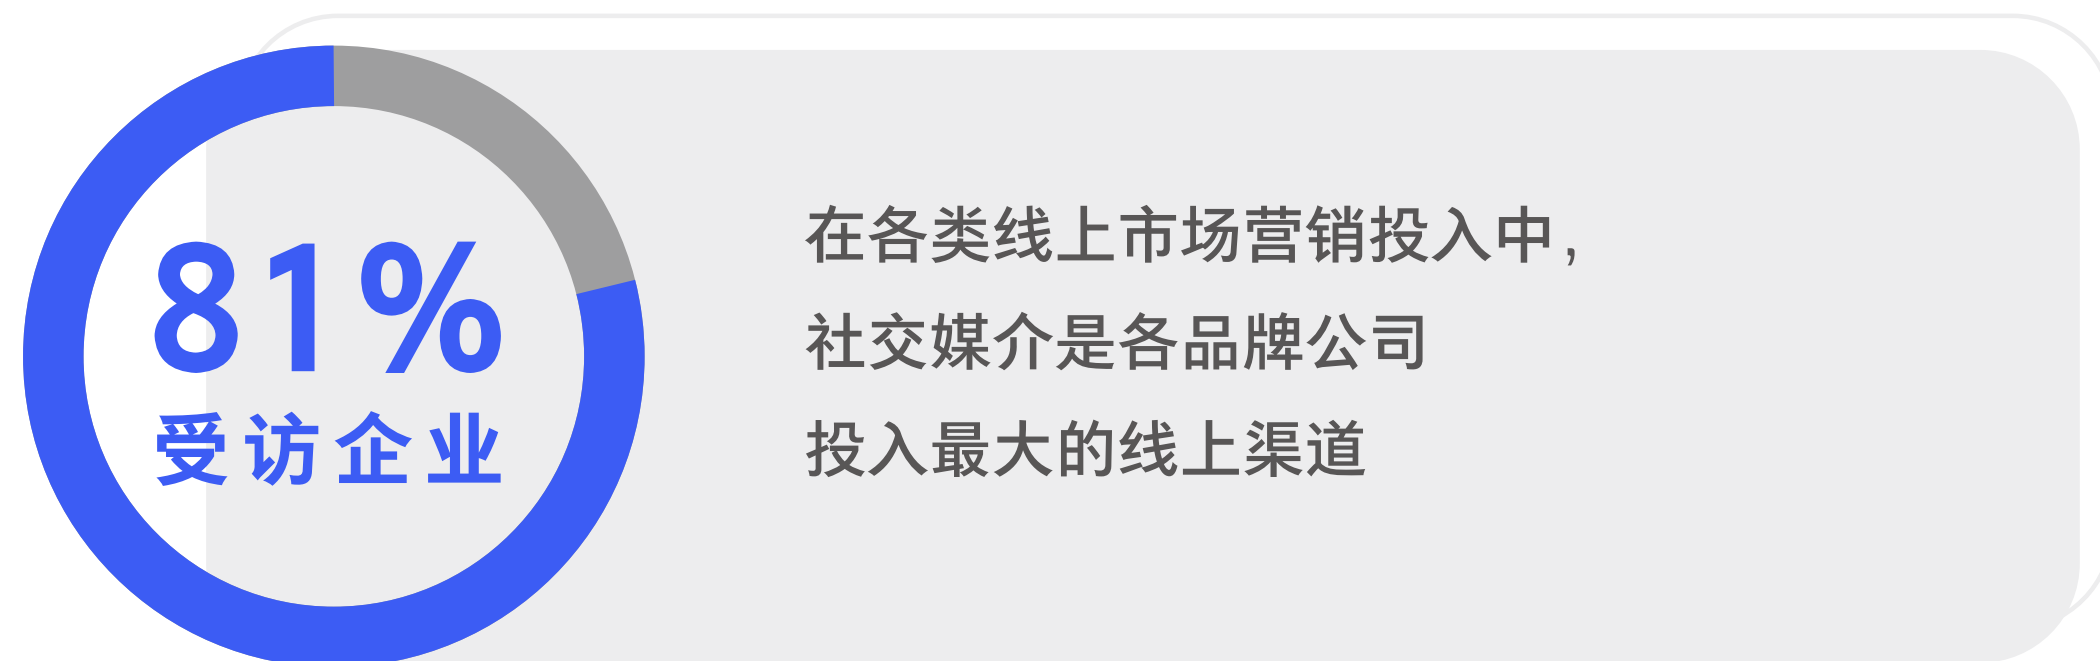 81%
受访企业
在各类线上市场营销投入中,
社交媒介是各品牌公司
投入最大的线上渠道